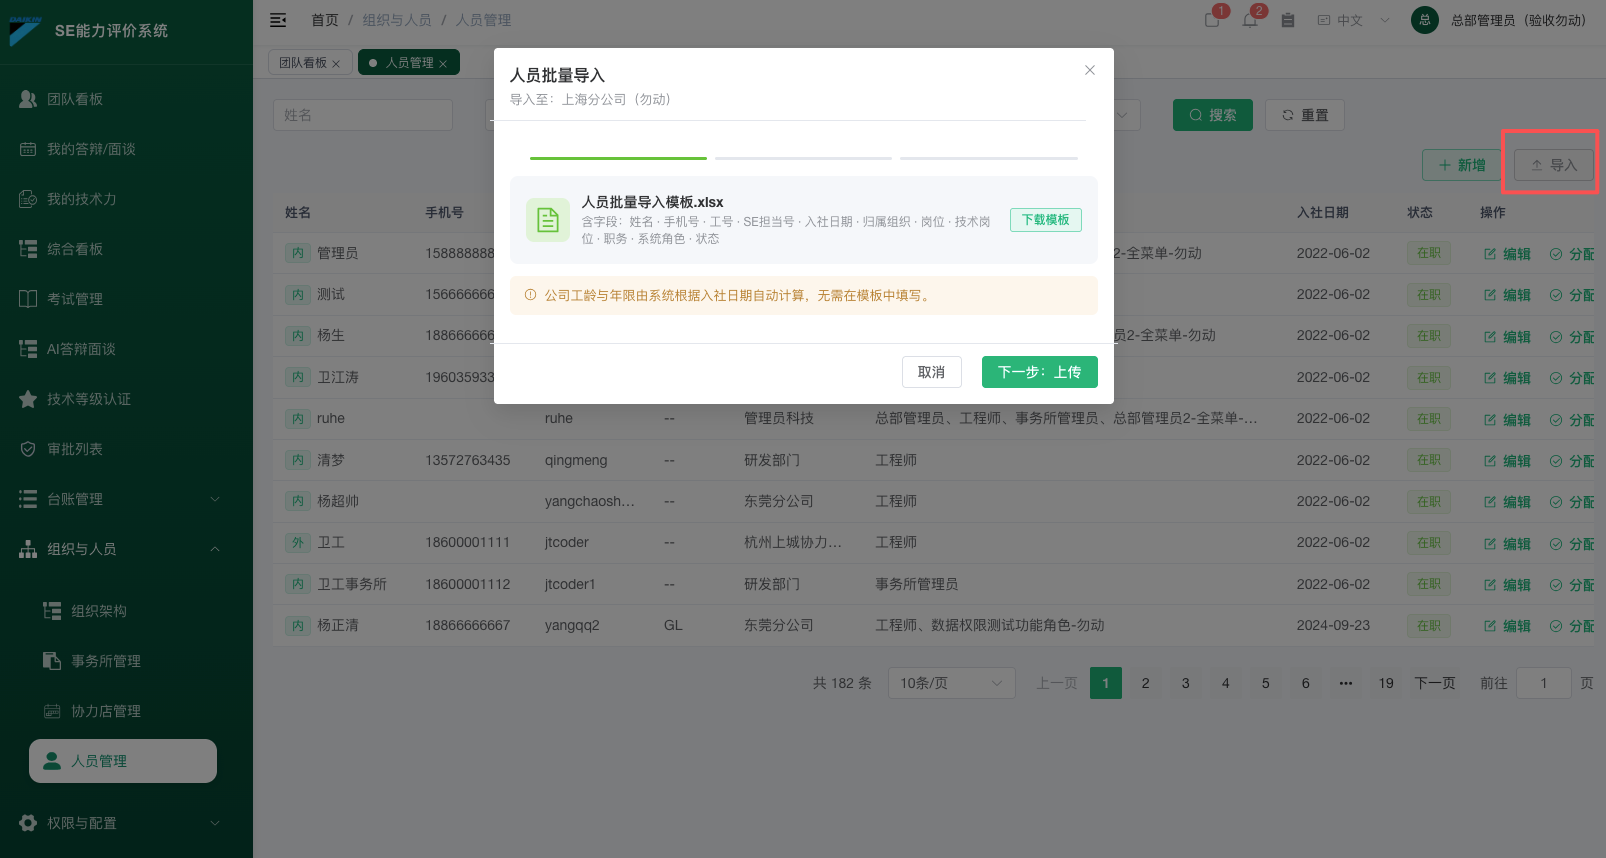 DAIKIN
SE能力评价系统
团队看板
我的答辩/面谈
我的技术力
综合看板
考试管理
AI答辩面谈
技术等级认证
审批列表
台账管理
组织与人员
组织架构
事务所管理
协力店管理
人员管理
权限与配置
首页 / 组织与人员 / 人员管理
1
2
中文
总
总部管理员（验收勿动）
团队看板
人员管理
姓名
搜索
重置
新增
导入
人员批量导入
导入至：上海分公司（勿动）
人员批量导入模板.xlsx
含字段：姓名 · 手机号 · 工号 · SE担当号 · 入社日期 · 归属组织 · 岗位 · 技术岗
位 · 职务 · 系统角色 · 状态
下载模板
公司工龄与年限由系统根据入社日期自动计算，无需在模板中填写。
取消
下一步：上传
姓名 手机号 入社日期 状态 操作
内 管理员 158888888 2-全菜单-勿动 2022-06-02 在职 编辑 分配
内 测试 156666666 2022-06-02 在职 编辑 分配
内 杨生 188666666 员2-全菜单-勿动 2022-06-02 在职 编辑 分配
内 卫江涛 196035933 2022-06-02 在职 编辑 分配
内 ruhe ruhe -- 管理员科技 总部管理员、工程师、事务所管理员、总部管理员2-全菜单-... 2022-06-02 在职 编辑 分配
内 清梦 13572763435 qingmeng -- 研发部门 工程师 2022-06-02 在职 编辑 分配
内 杨超帅 yangchaosh... -- 东莞分公司 工程师 2022-06-02 在职 编辑 分配
外 卫工 18600001111 jtcoder -- 杭州上城协力... 工程师 2022-06-02 在职 编辑 分配
内 卫工事务所 18600001112 jtcoder1 -- 研发部门 事务所管理员 2022-06-02 在职 编辑 分配
内 杨正清 18866666667 yangqq2 GL 东莞分公司 工程师、数据权限测试功能角色-勿动 2024-09-23 在职 编辑 分配
共 182 条 10条/页 上一页 1 2 3 4 5 6 ••• 19 下一页 前往 1 页